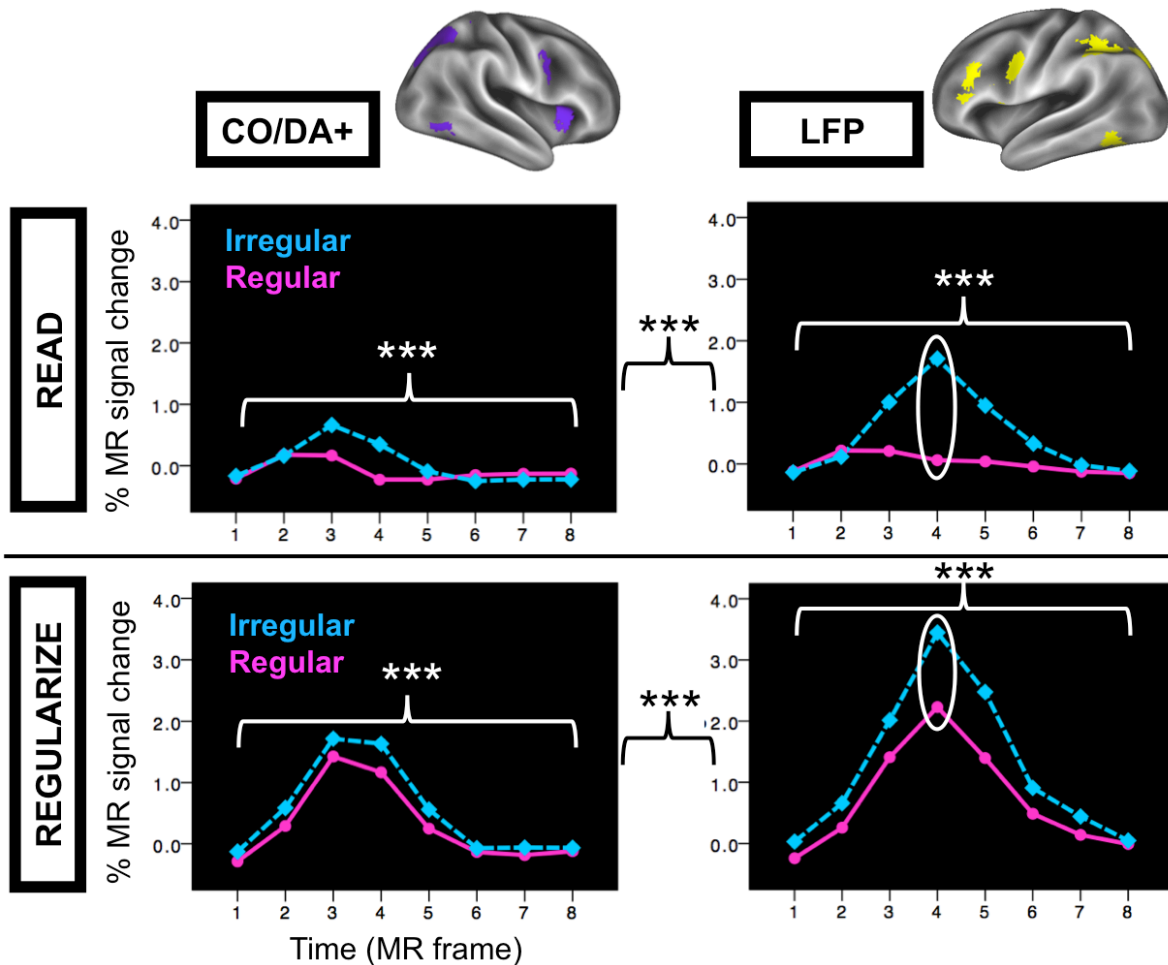 CO/DA+
LFP
READ
% MR signal change
4.0
3.0
2.0
1.0
0.0
Irregular
Regular
***
1 2 3 4 5 6 7 8
***
4.0
3.0
2.0
1.0
0.0
***
1 2 3 4 5 6 7 8
REGULARIZE
% MR signal change
4.0
3.0
2.0
1.0
0.0
Irregular
Regular
***
1 2 3 4 5 6 7 8
Time (MR frame)
***
4.0
3.0
2.0
1.0
0.0
***
1 2 3 4 5 6 7 8